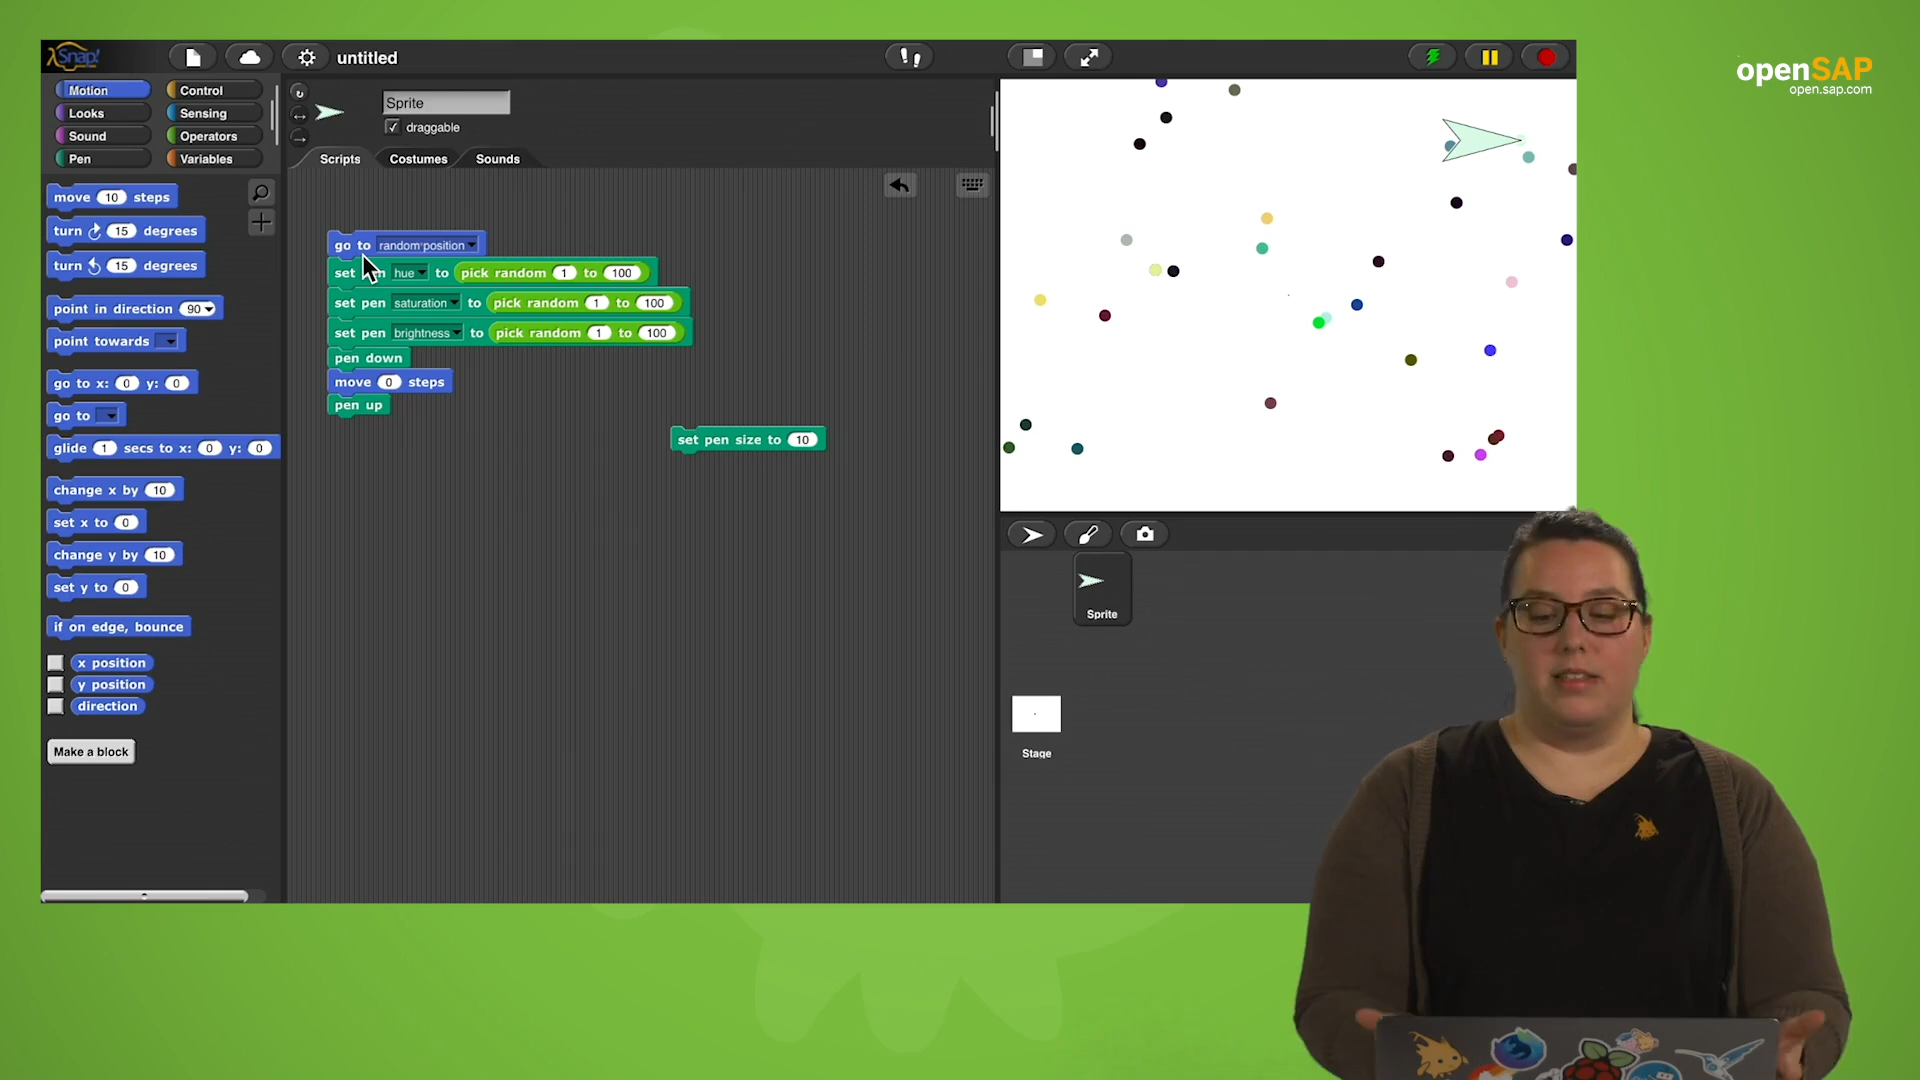 λSnap!
untitled
openSAP
open.sap.com
Motion
Control
Looks
Sensing
Sound
Operators
Pen
Variables
Sprite
✓ draggable
Scripts
Costumes
Sounds
move 10 steps
turn 15 degrees
turn 15 degrees
point in direction 90
point towards
go to x: 0 y: 0
go to
glide 1 secs to x: 0 y: 0
change x by 10
set x to 0
change y by 10
set y to 0
if on edge, bounce
x position
y position
direction
Make a block
go to random position
set hue to pick random 1 to 100
set pen saturation to pick random 1 to 100
set pen brightness to pick random 1 to 100
pen down
move 0 steps
pen up
set pen size to 10
Sprite
Stage